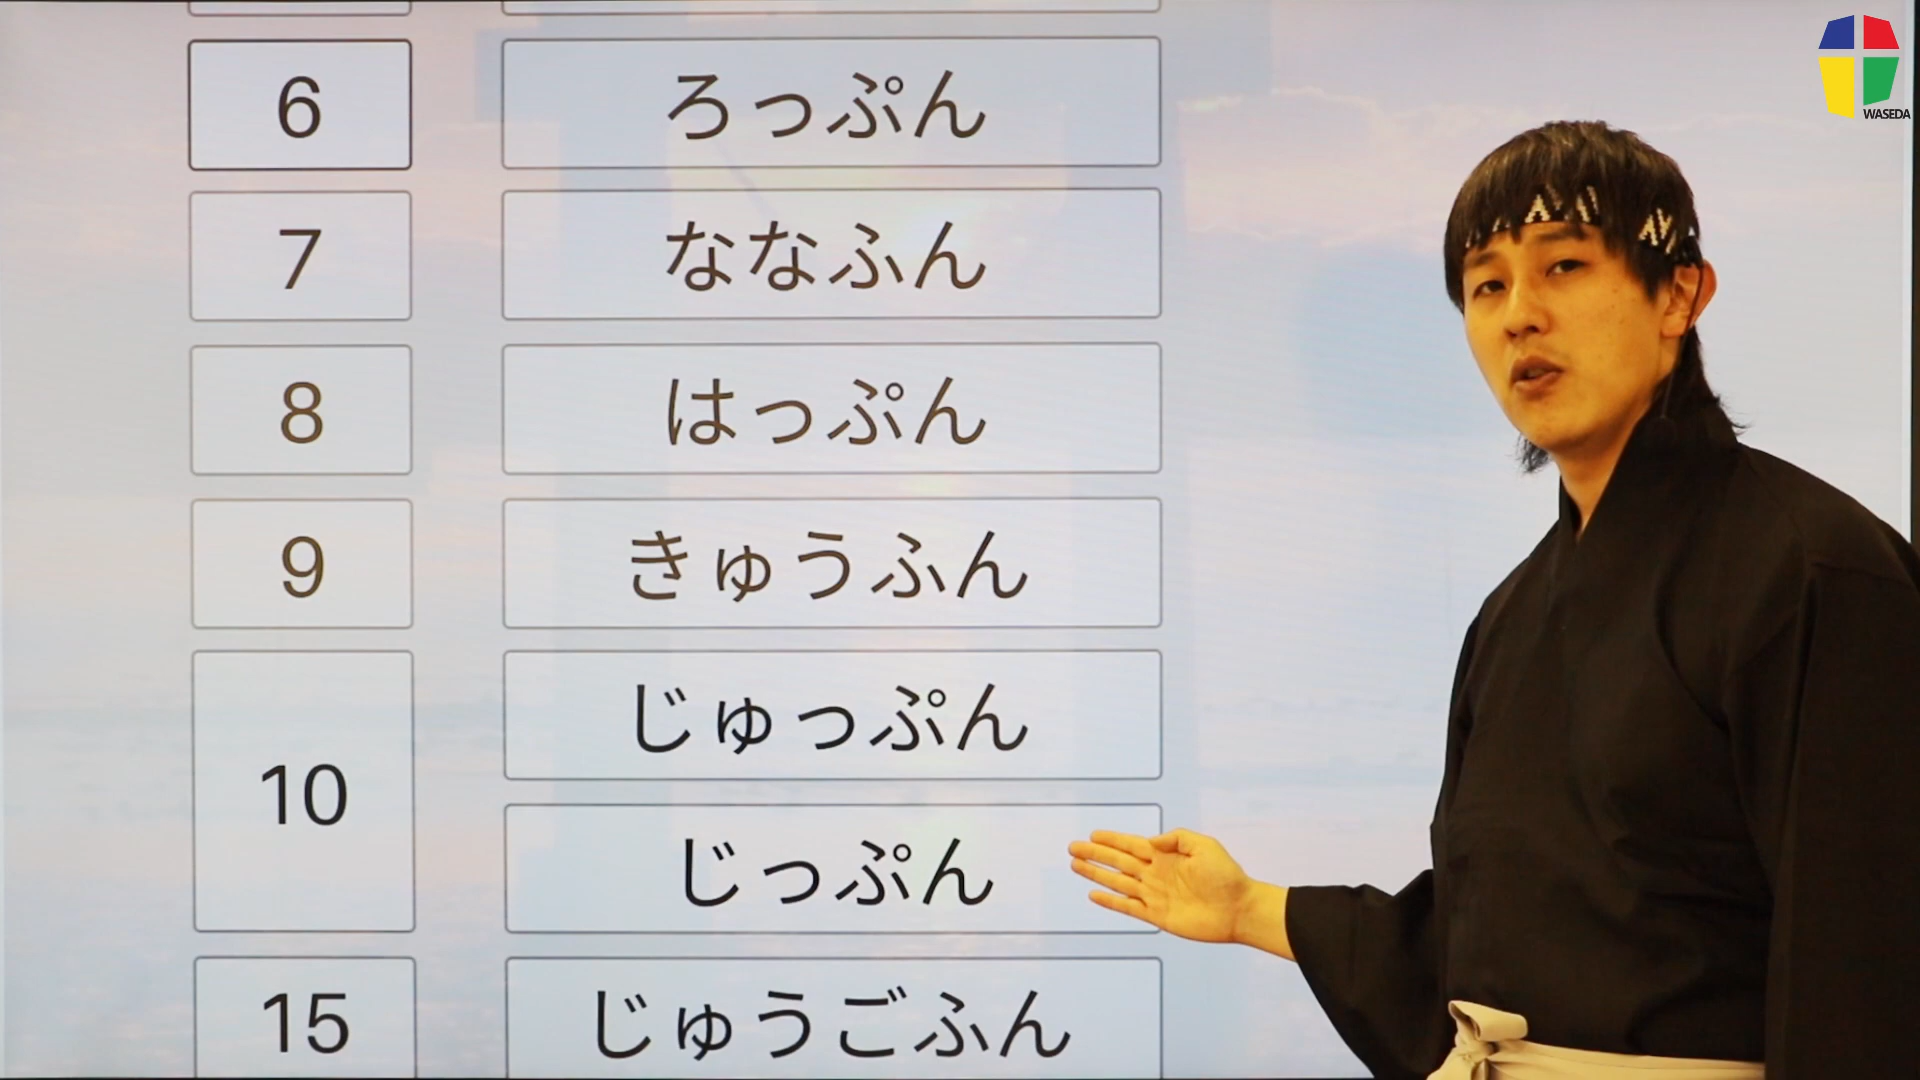 6 ろっぷん
7 ななふん
8 はっぷん
9 きゅうふん
10 じゅっぷん
じっぷん
15 じゅうごふん
WASEDA